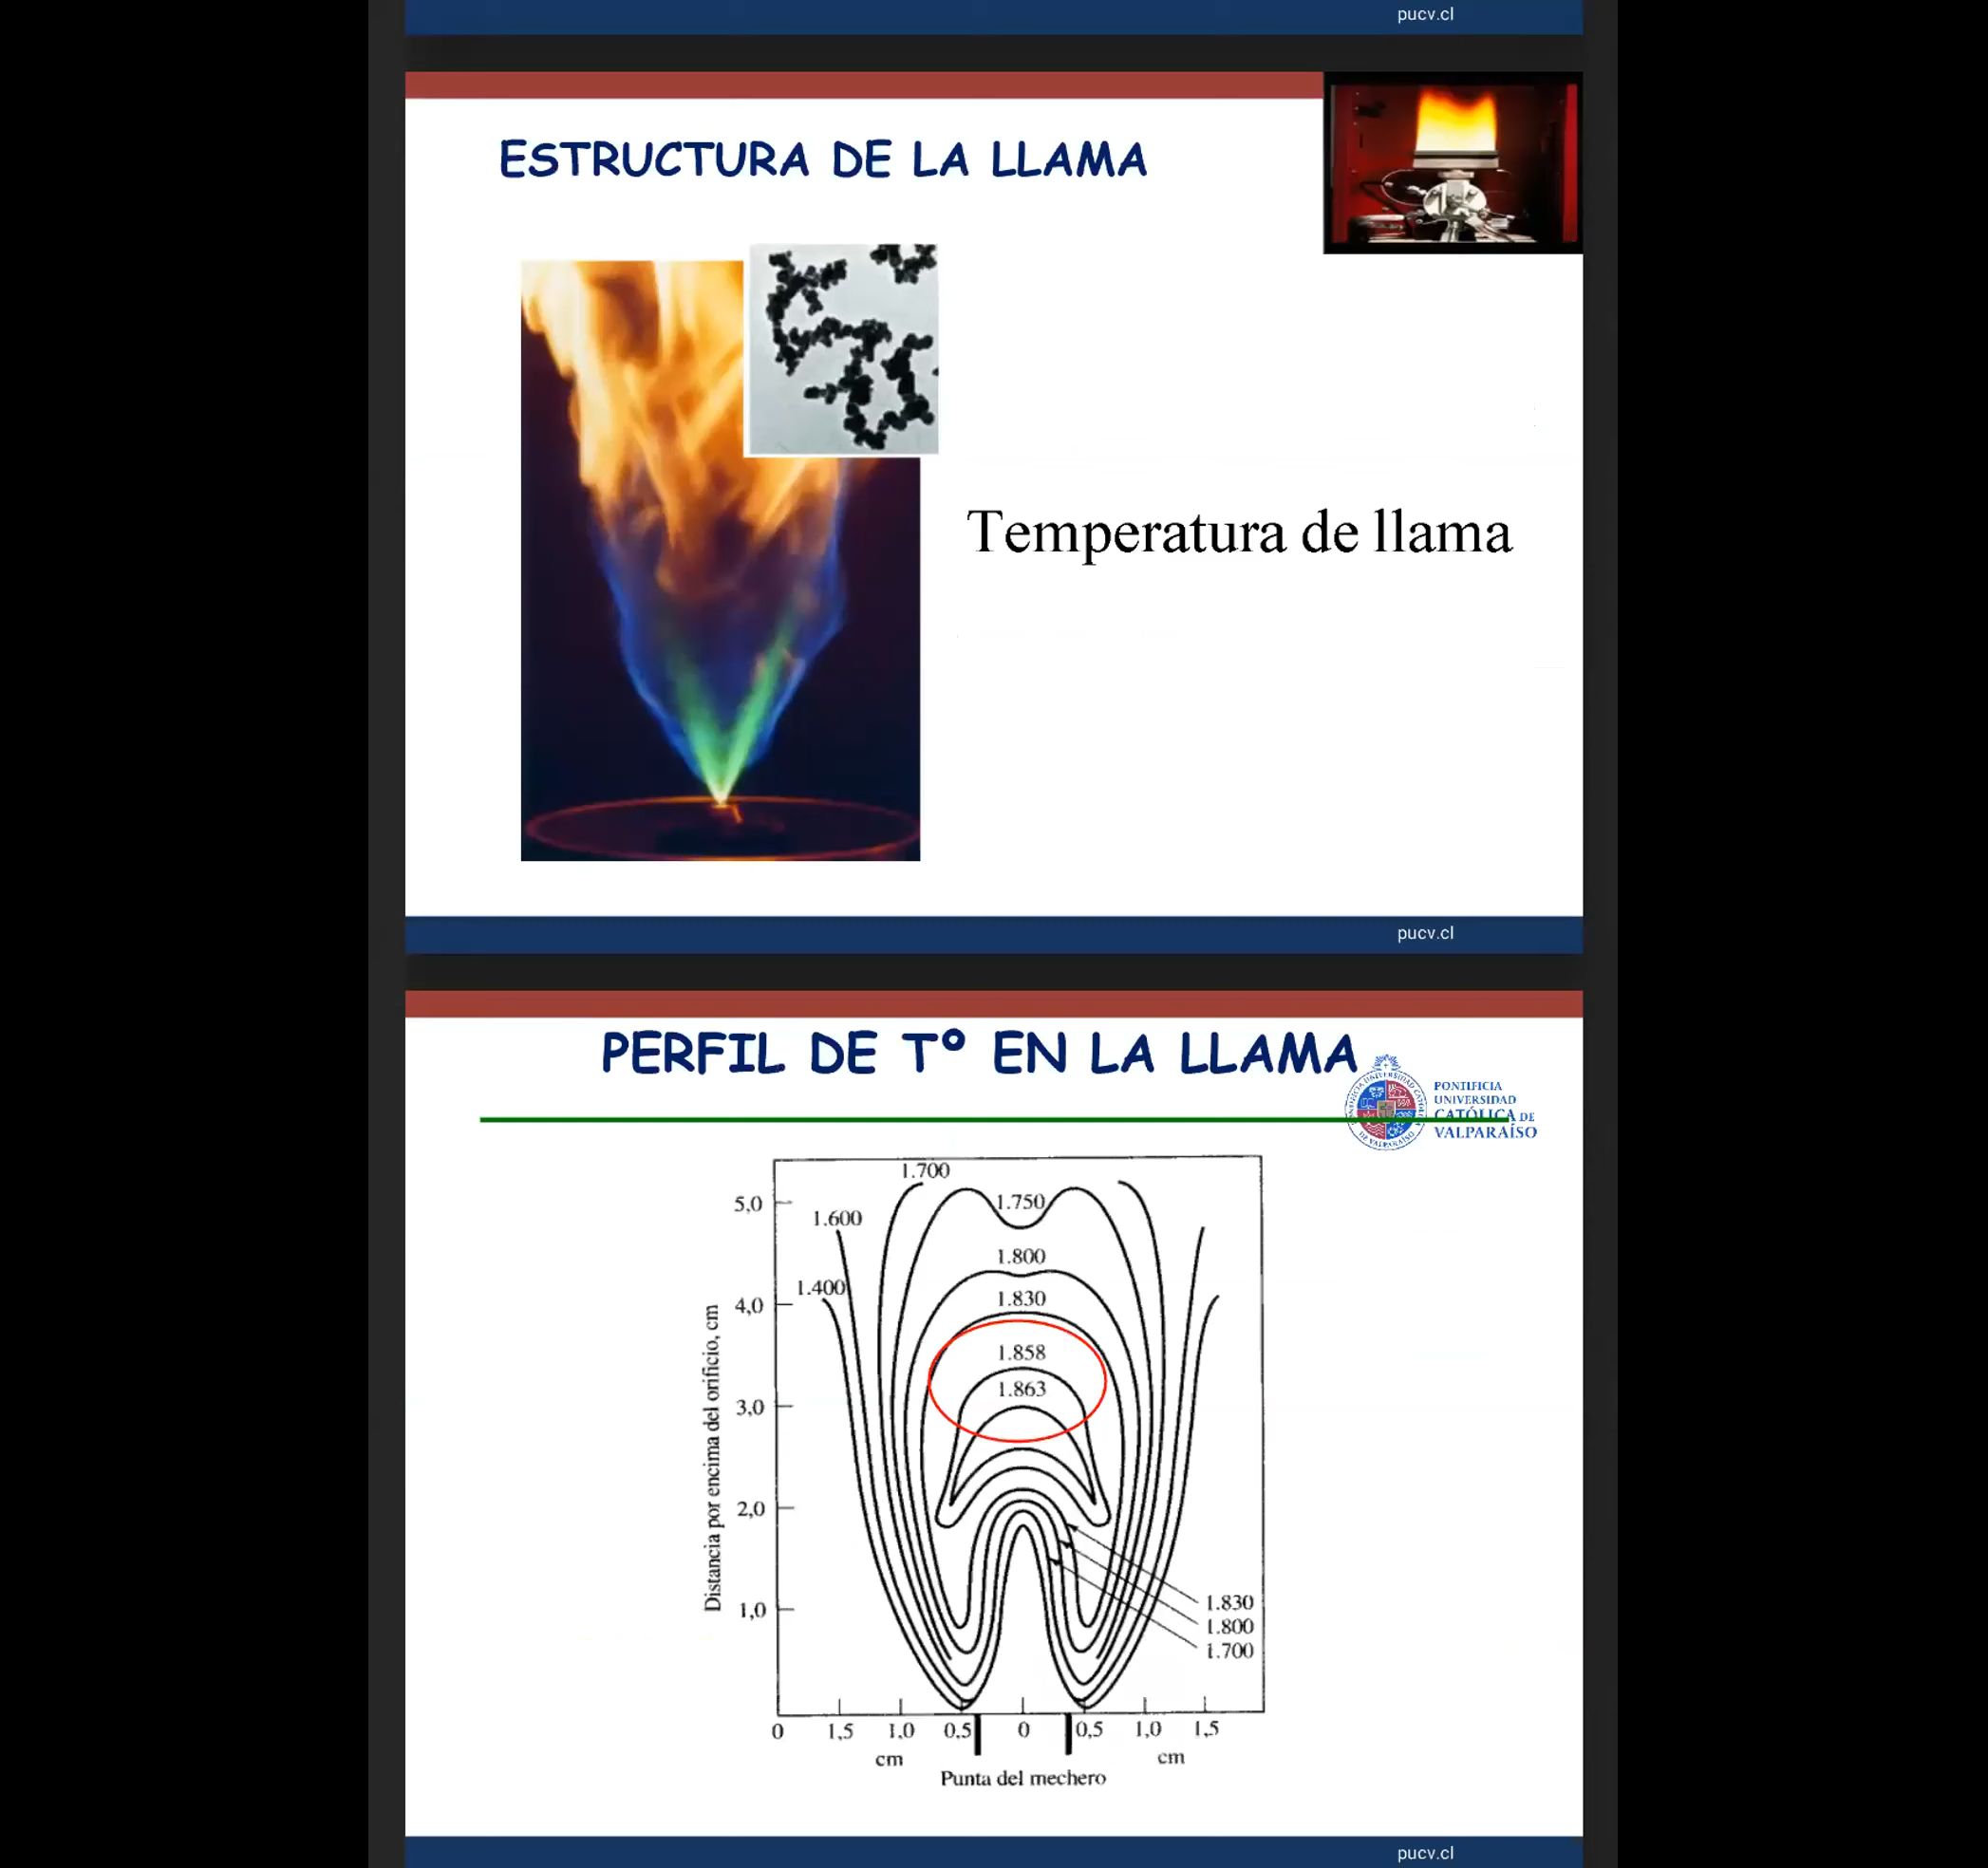 pucv.cl
ESTRUCTURA DE LA LLAMA
Temperatura de llama
pucv.cl
PERFIL DE Tº EN LA LLAMA
PONTIFICIA
UNIVERSIDAD
CATÓLICA DE
VALPARAÍSO
1.700
5,0
1.750
1.600
1.800
1.400
4,0
1.830
1.858
1.863
3,0
2,0
1,0
Distancia por encima del orificio, cm
1.830
1.800
1.700
0 1,5 1,0 0,5 0 0,5 1,0 1,5
cm cm
Punta del mechero
pucv.cl